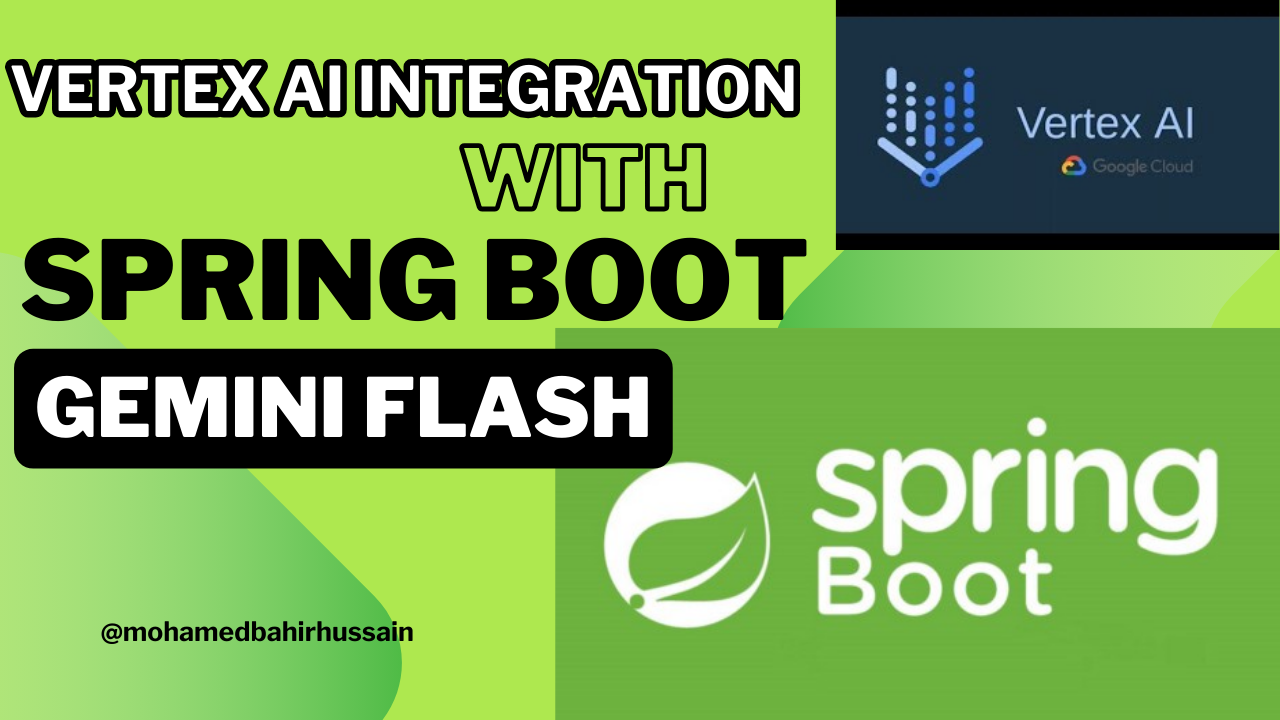 VERTEX AI INTEGRATION
WITH
SPRING BOOT
GEMINI FLASH
Vertex AI
Google Cloud
spring
Boot
@mohamedbahirhussain